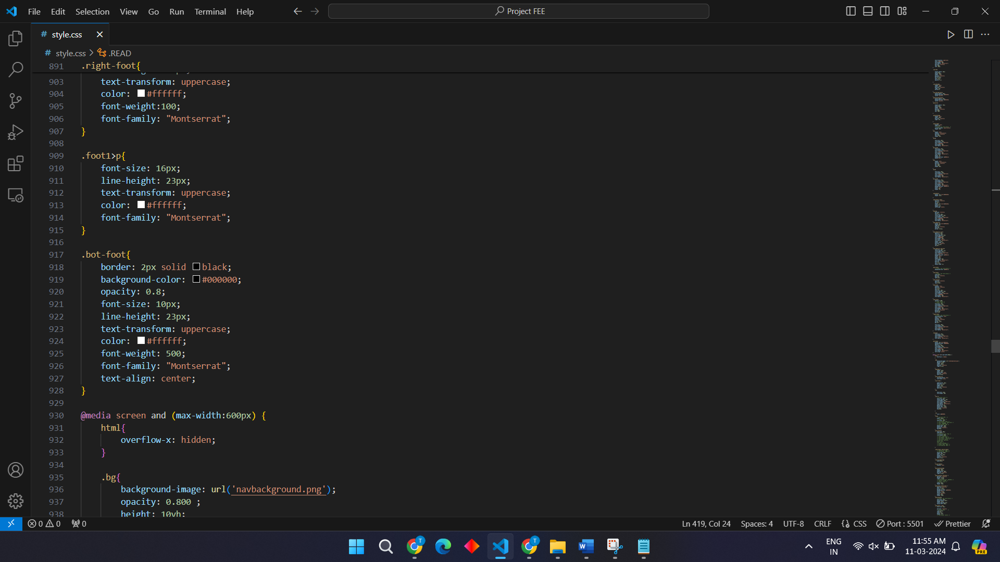 File Edit Selection View Go Run Terminal Help
Project FEE
# style.css
# style.css > .READ
891 .right-foot{
903 text-transform: uppercase;
904 color: #ffffff;
905 font-weight:100;
906 font-family: "Montserrat";
907 }
908
909 .foot1>p{
910 font-size: 16px;
911 line-height: 23px;
912 text-transform: uppercase;
913 color: #ffffff;
914 font-family: "Montserrat";
915 }
916
917 .bot-foot{
918 border: 2px solid black;
919 background-color: #000000;
920 opacity: 0.8;
921 font-size: 10px;
922 line-height: 23px;
923 text-transform: uppercase;
924 color: #ffffff;
925 font-weight: 500;
926 font-family: "Montserrat";
927 text-align: center;
928 }
929
930 @media screen and (max-width:600px) {
931 html{
932 overflow-x: hidden;
933 }
934
935 .bg{
936 background-image: url('navbackground.png');
937 opacity: 0.800 ;
938 height: 10vh;
0 0 0 Ln 419, Col 24 Spaces: 4 UTF-8 CRLF {} CSS Port : 5501 Prettier
T T W
ENG
IN
11:55 AM
11-03-2024
PRE